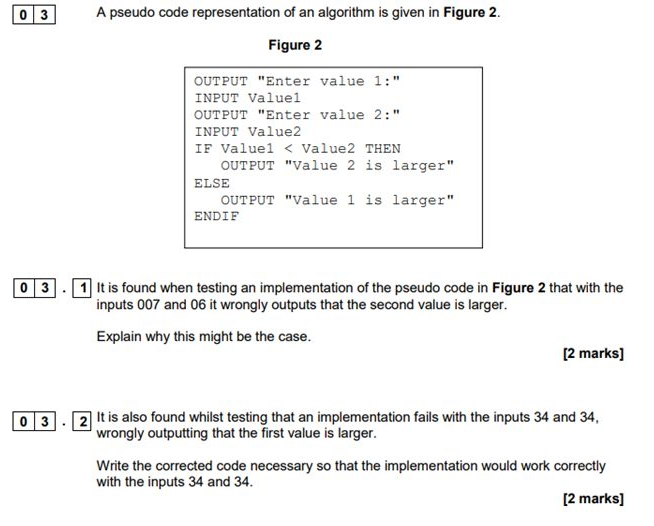 0 3 A pseudo code representation of an algorithm is given in Figure 2.
Figure 2
OUTPUT "Enter value 1:"
INPUT Value1
OUTPUT "Enter value 2:"
INPUT Value2
IF Value1 < Value2 THEN
OUTPUT "Value 2 is larger"
ELSE
OUTPUT "Value 1 is larger"
ENDIF
0 3 . 1 It is found when testing an implementation of the pseudo code in Figure 2 that with the
inputs 007 and 06 it wrongly outputs that the second value is larger.
Explain why this might be the case.
[2 marks]
0 3 . 2 It is also found whilst testing that an implementation fails with the inputs 34 and 34,
wrongly outputting that the first value is larger.
Write the corrected code necessary so that the implementation would work correctly
with the inputs 34 and 34.
[2 marks]